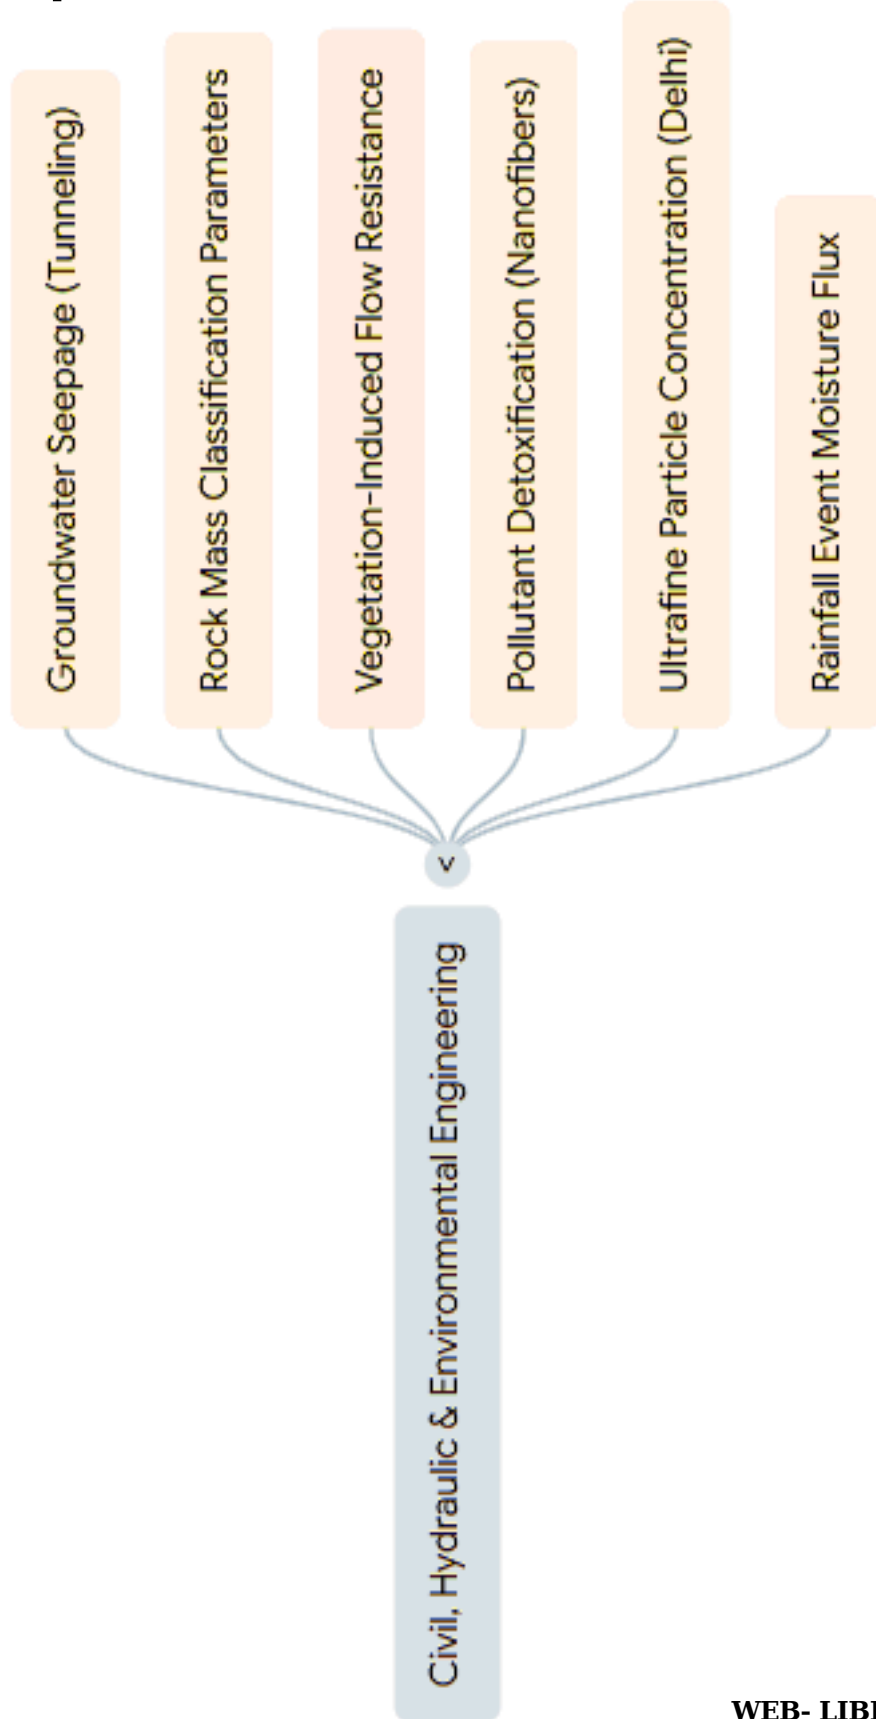 Groundwater Seepage (Tunneling)
Rock Mass Classification Parameters
Vegetation-Induced Flow Resistance
Pollutant Detoxification (Nanofibers)
Ultrafine Particle Concentration (Delhi)
Rainfall Event Moisture Flux
<
Civil, Hydraulic & Environmental Engineering
WEB-